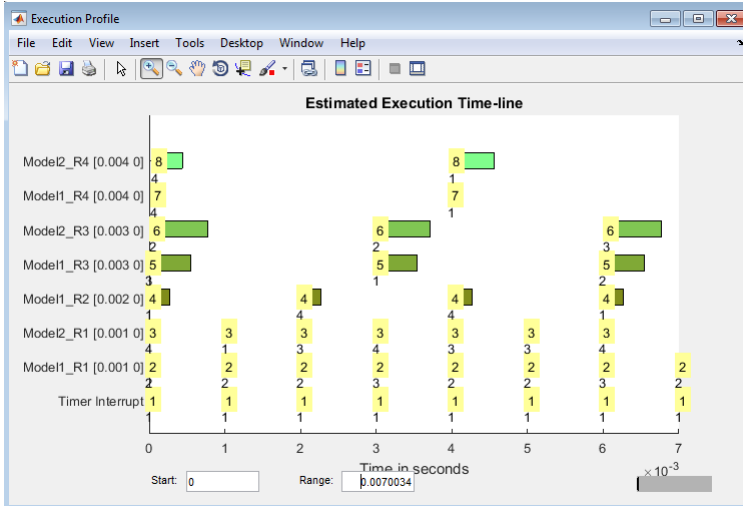 Execution Profile
File Edit View Insert Tools Desktop Window Help
Estimated Execution Time-line
Model2_R4 [0.004 0] 8 8
4 1
Model1_R4 [0.004 0] 7 7
4 1
Model2_R3 [0.003 0] 6 6 6
2 2 3
Model1_R3 [0.003 0] 5 5 5
3 1 2
Model1_R2 [0.002 0] 4 4 4 4
1 4 4 1
Model2_R1 [0.001 0] 3 3 3 3 3 3 3
4 1 3 4 3 3 4
Model1_R1 [0.001 0] 2 2 2 2 2 2 2 2
2 2 2 3 2 2 3 2
Timer Interrupt 1 1 1 1 1 1 1 1
1 1 1 1 1 1 1 1
0 1 2 3 4 5 6 7
Time in seconds
×10-3
Start: 0 Range: 0.0070034